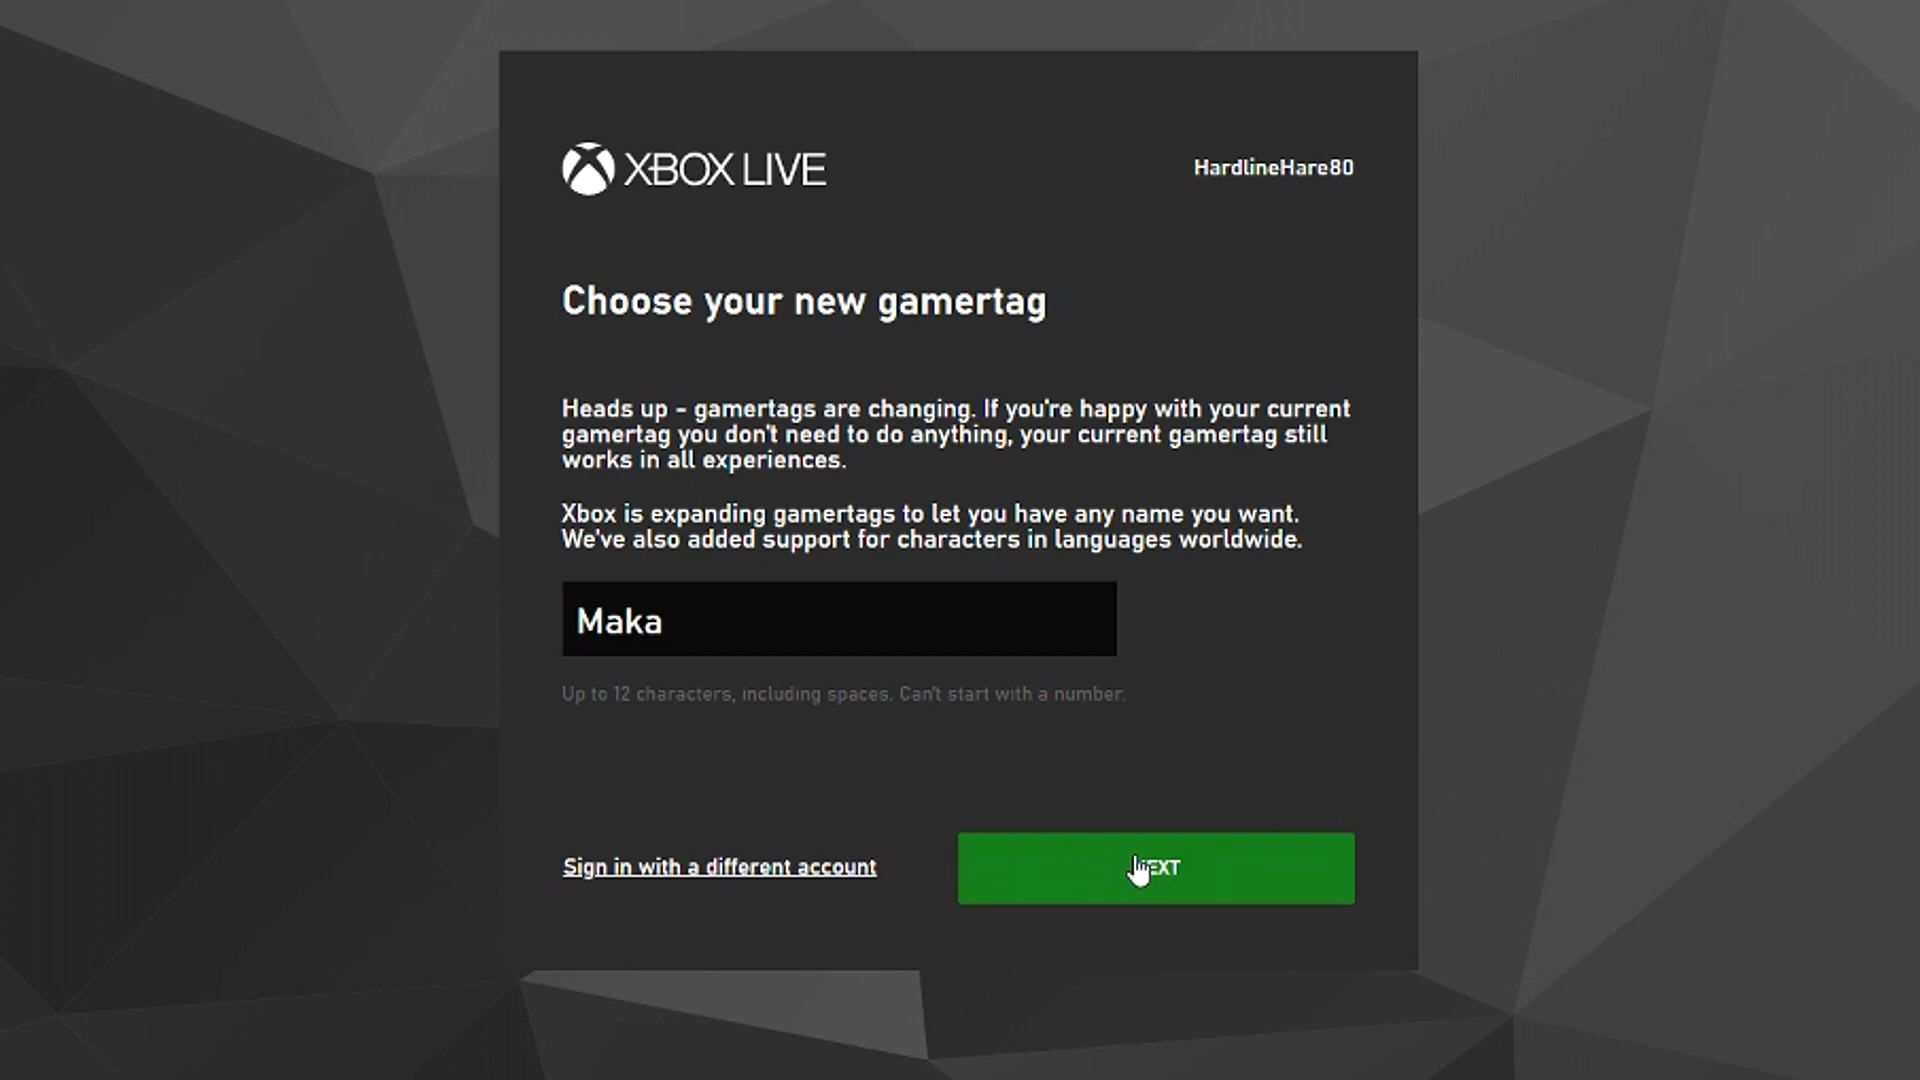 XBOX LIVE
HardlineHare80
Choose your new gamertag
Heads up - gamertags are changing. If you're happy with your current
gamertag you don't need to do anything, your current gamertag still
works in all experiences.
Xbox is expanding gamertags to let you have any name you want.
We've also added support for characters in languages worldwide.
Maka
Up to 12 characters, including spaces. Can't start with a number.
Sign in with a different account
NEXT